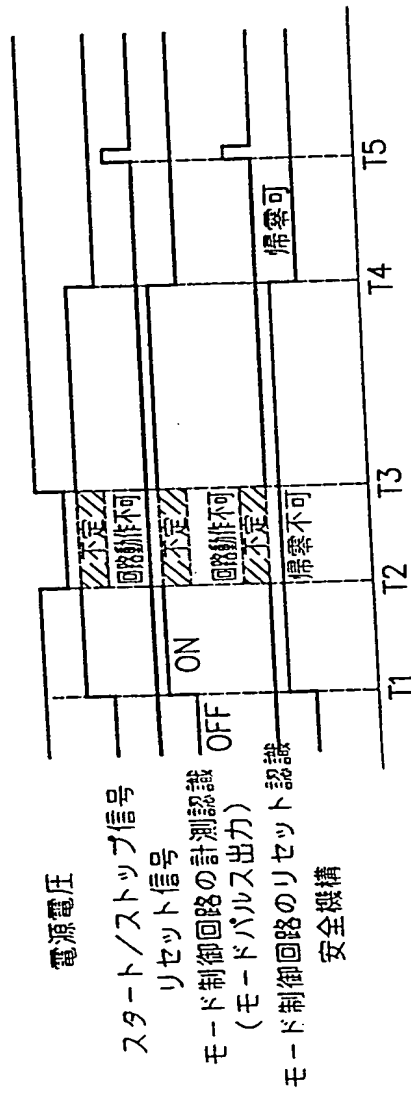 電源電圧
スタート/ストップ信号
リセット信号
モード制御回路の計測認識
(モードパルス出力)
モード制御回路のリセット認識
安全機構
不定
回路動作不可
ON
OFF
不定
回路動作不可
不定
帰零不可
帰零可
T1
T2
T3
T4
T5